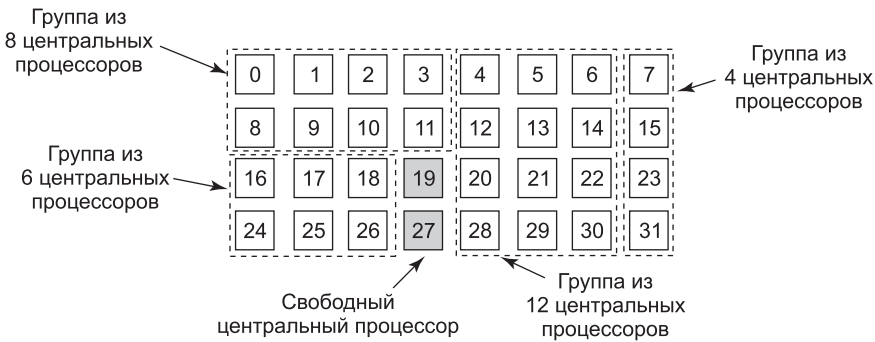 Группа из
8 центральных
процессоров
Группа из
4 центральных
процессоров
0 1 2 3 4 5 6 7
8 9 10 11 12 13 14 15
Группа из
6 центральных
процессоров
16 17 18 19 20 21 22 23
24 25 26 27 28 29 30 31
Свободный
центральный процессор
Группа из
12 центральных
процессоров